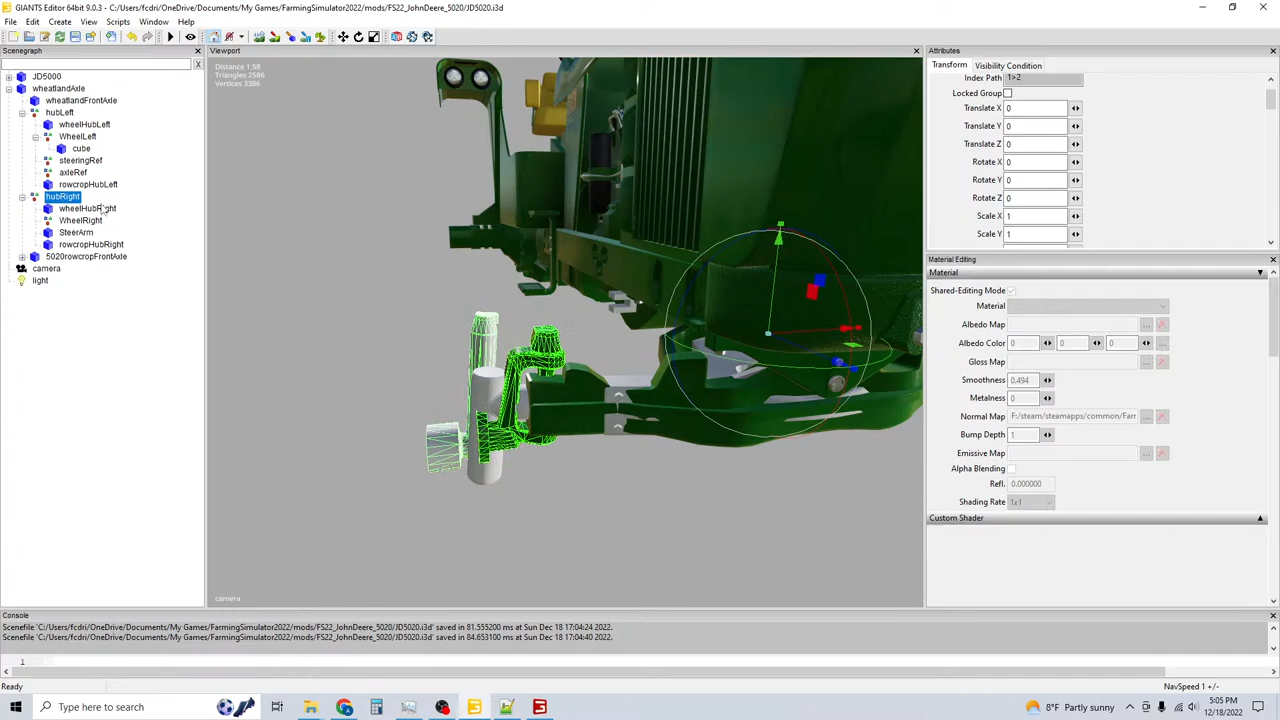 GIANTS Editor 64bit 9.0.3 - C:/Users/fcdri/OneDrive/Documents/My Games/FarmingSimulator2022/mods/FS22_JohnDeere_5020/JD5020.i3d
File Edit Create View Scripts Window Help
Scenegraph
Viewport
Attributes
X
Distance 1.58
Triangles 2586
Vertices 3386
camera
JD5000
wheatlandAxle
wheatlandFrontAxle
hubLeft
wheelHubLeft
WheelLeft
cube
steeringRef
axleRef
rowcropHubLeft
hubRight
wheelHubRight
WheelRight
SteerArm
rowcropHubRight
5020rowcropFrontAxle
camera
light
Transform Visibility Condition
Index Path 1>2
Locked Group
Translate X 0
Translate Y 0
Translate Z 0
Rotate X 0
Rotate Y 0
Rotate Z 0
Scale X 1
Scale Y 1
Material Editing
Material
Shared-Editing Mode
Material
Albedo Map
Albedo Color 0 0 0
Gloss Map
Smoothness 0.494
Metalness 0
Normal Map F:/steam/steamapps/common/Farr
Bump Depth 1
Emissive Map
Alpha Blending
Refl. 0.000000
Shading Rate 1x1
Custom Shader
Console
Scenefile 'C:/Users/fcdri/OneDrive/Documents/My Games/FarmingSimulator2022/mods/FS22_JohnDeere_5020/JD5020.i3d' saved in 81.555200 ms at Sun Dec 18 17:04:24 2022.
Scenefile 'C:/Users/fcdri/OneDrive/Documents/My Games/FarmingSimulator2022/mods/FS22_JohnDeere_5020/JD5020.i3d' saved in 84.653100 ms at Sun Dec 18 17:04:40 2022.
1
Ready
NavSpeed 1 +/-
Type here to search
8°F Partly sunny
5:05 PM
12/18/2022